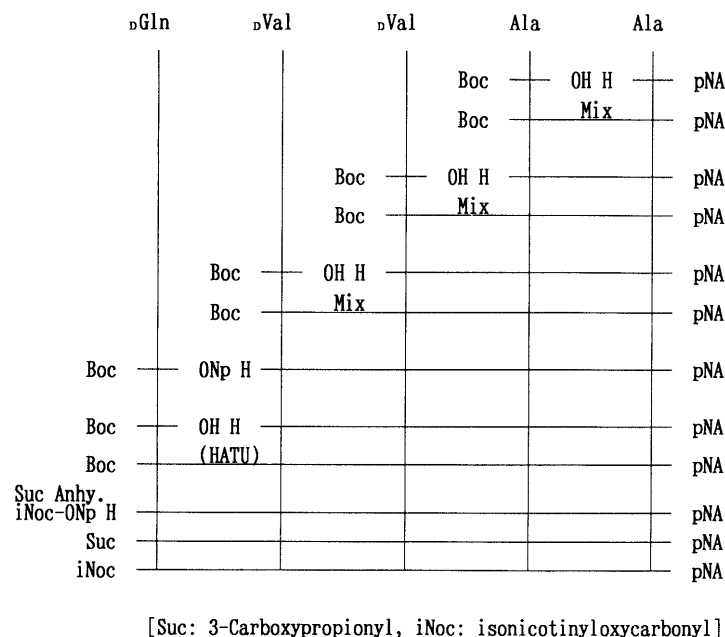 DGln DVal DVal Ala Ala
Boc OH H pNA
Mix
Boc pNA
Boc OH H pNA
Mix
Boc pNA
Boc OH H pNA
Mix
Boc pNA
Boc ONp H pNA
Boc OH H pNA
(HATU)
Boc pNA
Suc Anhy.
iNoc-ONp H pNA
Suc pNA
iNoc pNA
[Suc: 3-Carboxypropionyl, iNoc: isonicotinyloxycarbonyl]